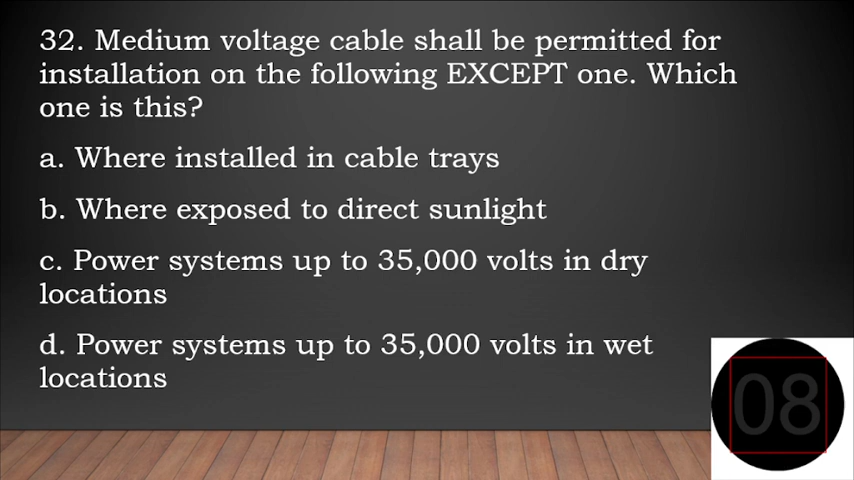 32. Medium voltage cable shall be permitted for
installation on the following EXCEPT one. Which
one is this?
a. Where installed in cable trays
b. Where exposed to direct sunlight
c. Power systems up to 35,000 volts in dry
locations
d. Power systems up to 35,000 volts in wet
locations
08